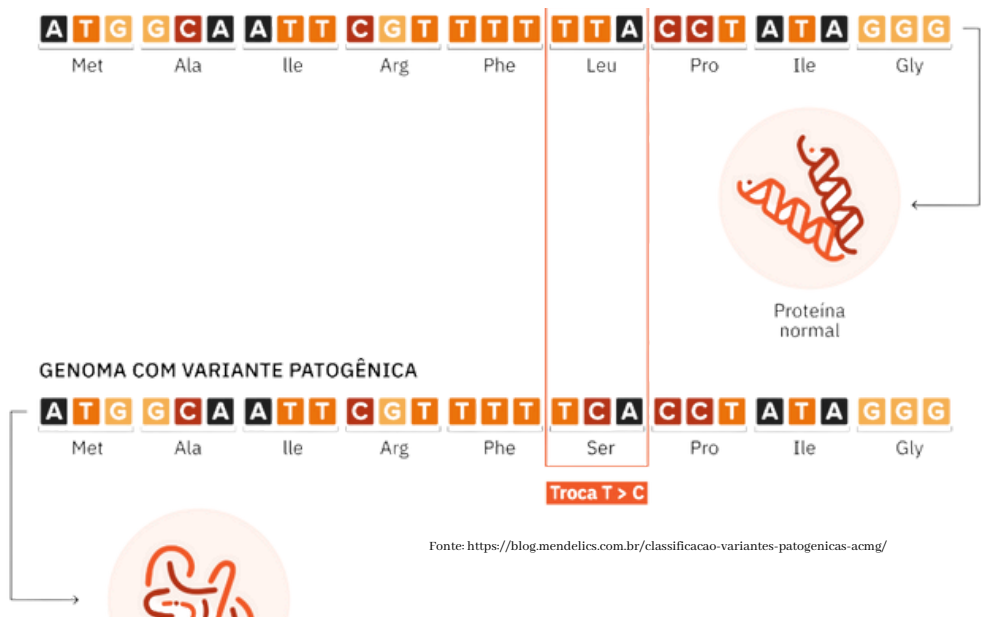 ATG GCA ATT CGT TTT TTA CCT ATA GGG
Met Ala Ile Arg Phe Leu Pro Ile Gly
Proteína
normal
GENOMA COM VARIANTE PATOGÊNICA
ATG GCA ATT CGT TTT TCA CCT ATA GGG
Met Ala Ile Arg Phe Ser Pro Ile Gly
Troca T > C
Fonte: https://blog.mendelics.com.br/classificacao-variantes-patogenicas-acmg/